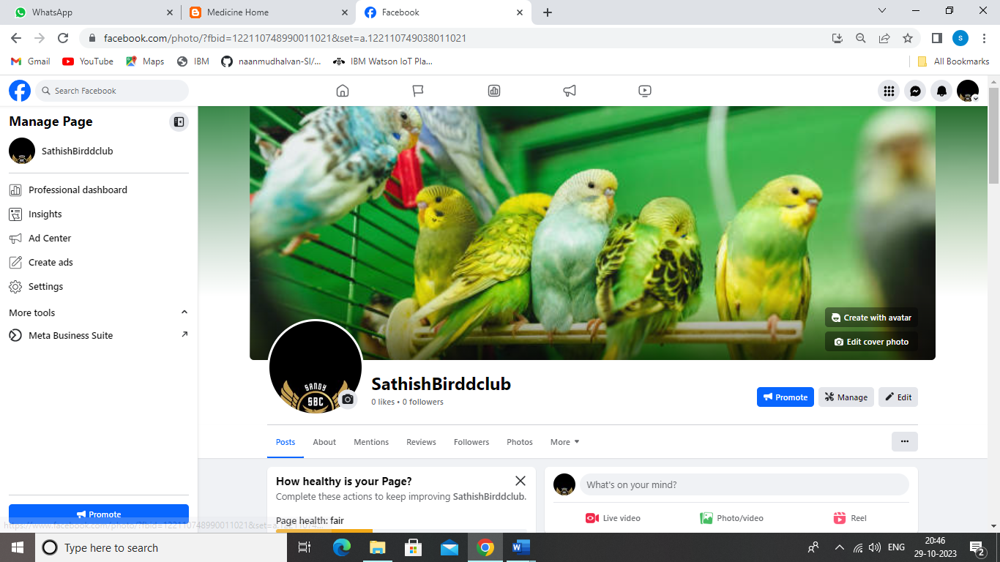 WhatsApp
Medicine Home
Facebook
facebook.com/photo/?fbid=122110748990011021&set=a.122110749038011021
s
Gmail
YouTube
Maps
IBM
naanmudhalvan-SI/...
IBM Watson IoT Pla...
All Bookmarks
Search Facebook
Manage Page
SathishBirddclub
Professional dashboard
Insights
Ad Center
Create ads
Settings
More tools
Meta Business Suite
Promote
https://www.facebook.com/photo/?fbid=122110748990011021&set=a.12211074...
Create with avatar
Edit cover photo
SANDY
SBC
SathishBirddclub
0 likes • 0 followers
Promote
Manage
Edit
Posts
About
Mentions
Reviews
Followers
Photos
More
How healthy is your Page?
Complete these actions to keep improving SathishBirddclub.
Page health: fair
What's on your mind?
Live video
Photo/video
Reel
Type here to search
ENG
20:46
29-10-2023
2